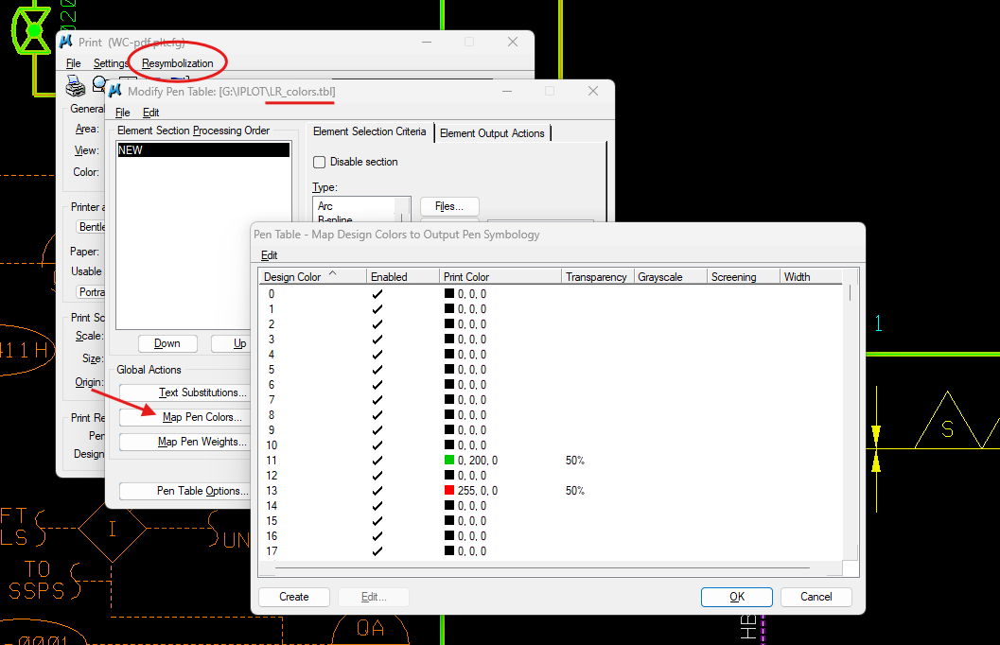 020
Print (WC-pdf.pltcfg)
File Settings Resymbolization
Modify Pen Table: [G:\IPLOT\LR_colors.tbl]
File Edit
General
Area:
View:
Color:
Printer a
Bentle
Paper:
Usable
Portra
Print Sc
Scale:
Size:
Origin:
Print Re
Pen
Design
Element Section Processing Order
NEW
Down Up
Global Actions
Text Substitutions...
Map Pen Colors...
Map Pen Weights...
Pen Table Options...
Element Selection Criteria Element Output Actions
Disable section
Type:
Arc
B-spline
Files...
Pen Table - Map Design Colors to Output Pen Symbology
Edit
Design Color Enabled Print Color Transparency Grayscale Screening Width
0 0, 0, 0
1 0, 0, 0
2 0, 0, 0
3 0, 0, 0
4 0, 0, 0
5 0, 0, 0
6 0, 0, 0
7 0, 0, 0
8 0, 0, 0
9 0, 0, 0
10 0, 0, 0
11 0, 200, 0 50%
12 0, 0, 0
13 255, 0, 0 50%
14 0, 0, 0
15 0, 0, 0
16 0, 0, 0
17 0, 0, 0
Create Edit... OK Cancel
411H
1
S
FT
LS
I
UN
TO
SSPS
QA
-0001
HB